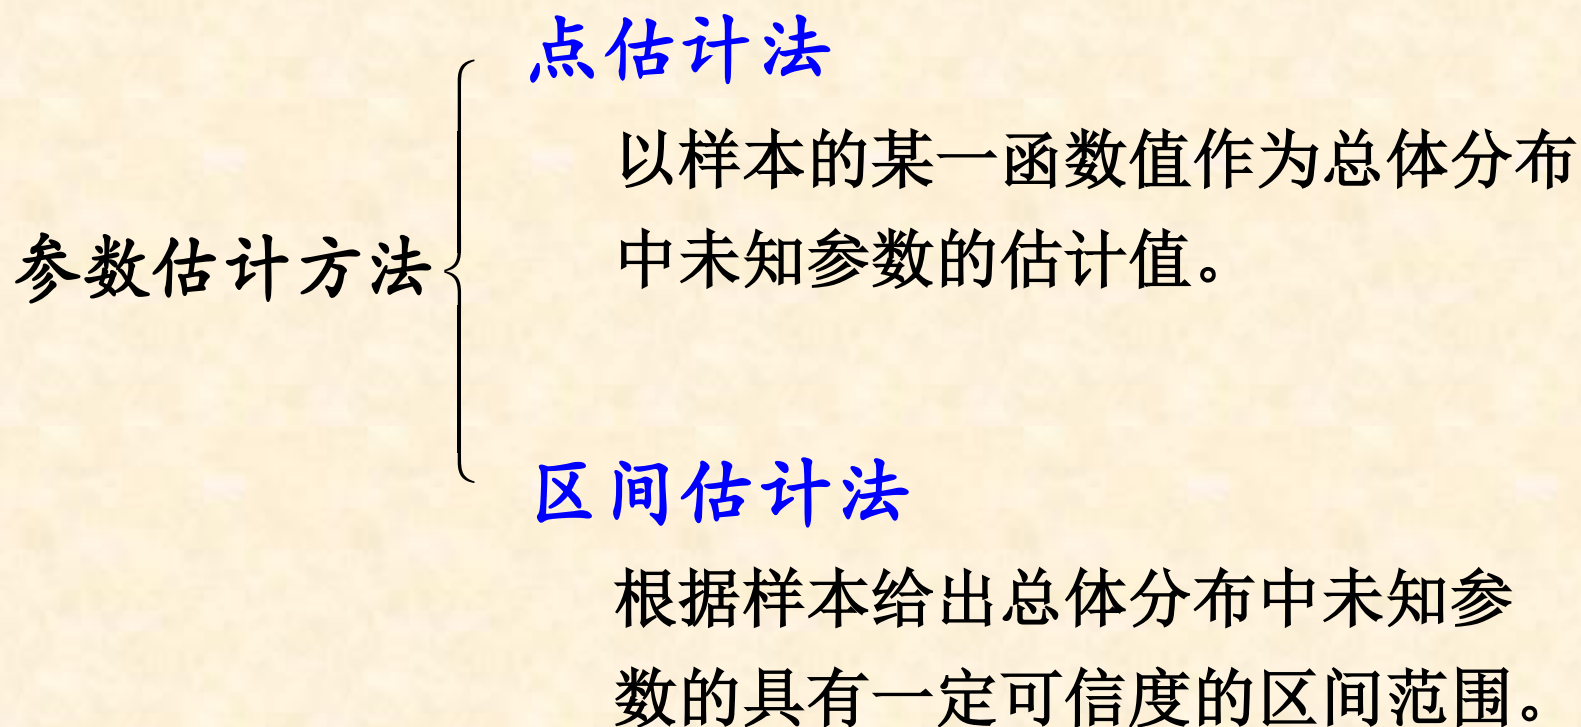 点估计法
以样本的某一函数值作为总体分布
中未知参数的估计值。
参数估计方法
区间估计法
根据样本给出总体分布中未知参
数的具有一定可信度的区间范围。